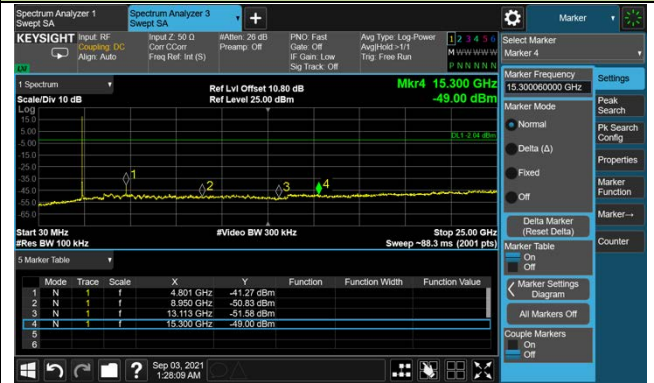 Spectrum Analyzer 1
Swept SA
Spectrum Analyzer 3
Swept SA
+
Marker
KEYSIGHT
Input: RF
Coupling: DC
Align: Auto
Input Z: 50 Ω
Corr CCorr
Freq Ref: Int (S)
#Atten: 26 dB
Preamp: Off
PNO: Fast
Gate: Off
IF Gain: Low
Sig Track: Off
Avg Type: Log-Power
Avg|Hold:>1/1
Trig: Free Run
1 2 3 4 5 6
M W W W W W
P N N N N N
LXI
1 Spectrum
Scale/Div 10 dB
Log
Ref Lvl Offset 10.80 dB
Ref Level 25.00 dBm
Mkr4 15.300 GHz
-49.00 dBm
15.0
5.00
-5.00
-15.0
-25.0
-35.0
-45.0
-55.0
-65.0
DL1 -2.04 dBm
1
2
3
4
Start 30 MHz
#Res BW 100 kHz
#Video BW 300 kHz
Stop 25.00 GHz
Sweep ~88.3 ms (2001 pts)
5 Marker Table
Mode Trace Scale X Y Function Function Width Function Value
1 N 1 f 4.801 GHz -41.27 dBm
2 N 1 f 8.950 GHz -50.83 dBm
3 N 1 f 13.113 GHz -51.58 dBm
4 N 1 f 15.300 GHz -49.00 dBm
5
6
Sep 03, 2021
1:28:09 AM
?
Select Marker
Marker 4
Marker Frequency
15.300060000 GHz
Marker Mode
Normal
Delta (Δ)
Fixed
Off
Delta Marker
(Reset Delta)
Marker Table
On
Off
Marker Settings
Diagram
All Markers Off
Couple Markers
On
Off
Settings
Peak
Search
Pk Search
Config
Properties
Marker
Function
Marker→
Counter